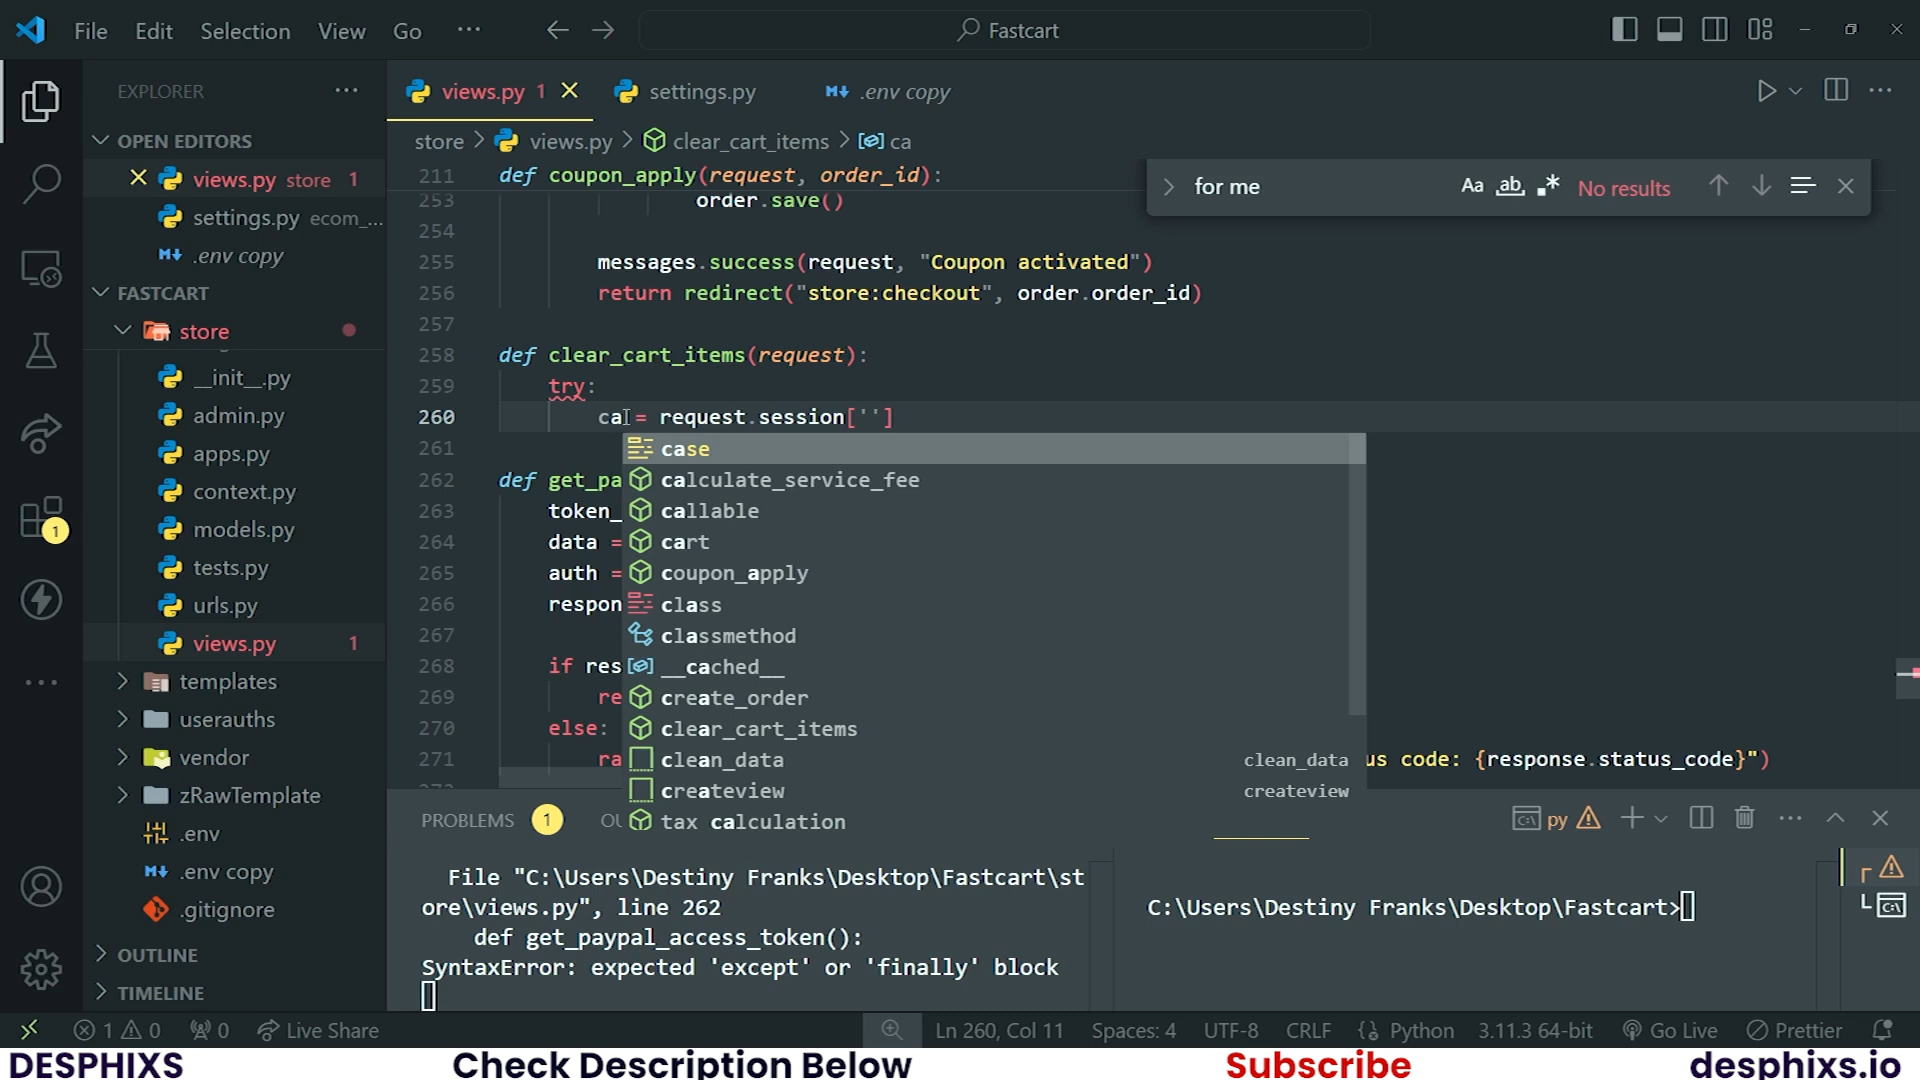 File Edit Selection View Go ··· Fastcart
EXPLORER ···
OPEN EDITORS
views.py store 1
settings.py ecom_...
.env copy
FASTCART
store
__init__.py
admin.py
apps.py
context.py
models.py
tests.py
urls.py
views.py 1
templates
userauths
vendor
zRawTemplate
.env
.env copy
.gitignore
OUTLINE
TIMELINE
1
views.py 1 settings.py .env copy
store > views.py > clear_cart_items > ca
for me Aa ab .* No results
211 def coupon_apply(request, order_id):
253 order.save()
254
255 messages.success(request, "Coupon activated")
256 return redirect("store:checkout", order.order_id)
257
258 def clear_cart_items(request):
259 try:
260 ca = request.session['']
261
262 def get_pa
263 token_
264 data =
265 auth =
266 respon
267
268 if res
269 re
270 else:
271 ra us code: {response.status_code}")
case
calculate_service_fee
callable
cart
coupon_apply
class
classmethod
__cached__
create_order
clear_cart_items
clean_data clean_data
createview createview
tax calculation
PROBLEMS 1 OU py
File "C:\Users\Destiny Franks\Desktop\Fastcart\st
ore\views.py", line 262
def get_paypal_access_token():
SyntaxError: expected 'except' or 'finally' block
C:\Users\Destiny Franks\Desktop\Fastcart>
1 0 0 Live Share Ln 260, Col 11 Spaces: 4 UTF-8 CRLF Python 3.11.3 64-bit Go Live Prettier
DESPHIXS Check Description Below Subscribe desphixs.io